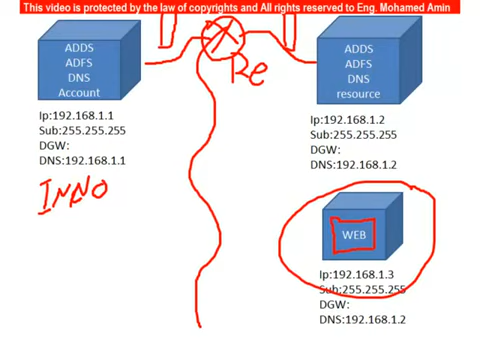 This video is protected by the law of copyrights and All rights reserved to Eng. Mohamed Amin
ADDS
ADFS
DNS
Account
Ip:192.168.1.1
Sub:255.255.255
DGW:
DNS:192.168.1.1
INNO
Re
ADDS
ADFS
DNS
resource
Ip:192.168.1.2
Sub:255.255.255
DGW:
DNS:192.168.1.2
WEB
Ip:192.168.1.3
Sub:255.255.255
DGW:
DNS:192.168.1.2